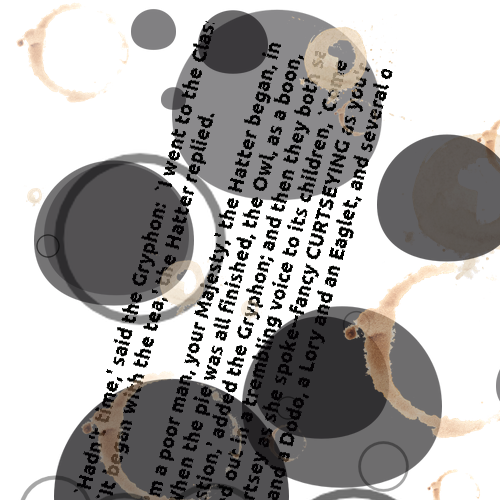 `Hadn't time,' said the Gryphon: `I went to the Clas
`it began with the tea,' the Hatter replied.
m a poor man, your Majesty,' the Hatter began, in
when the pie was all finished, the Owl, as a boon,
stion,' added the Gryphon; and then they both sa
d out in a trembling voice to its children, `Come
itself as she spoke--fancy CURTSEYING as you'r
and a Dodo, a Lory and an Eaglet, and several o